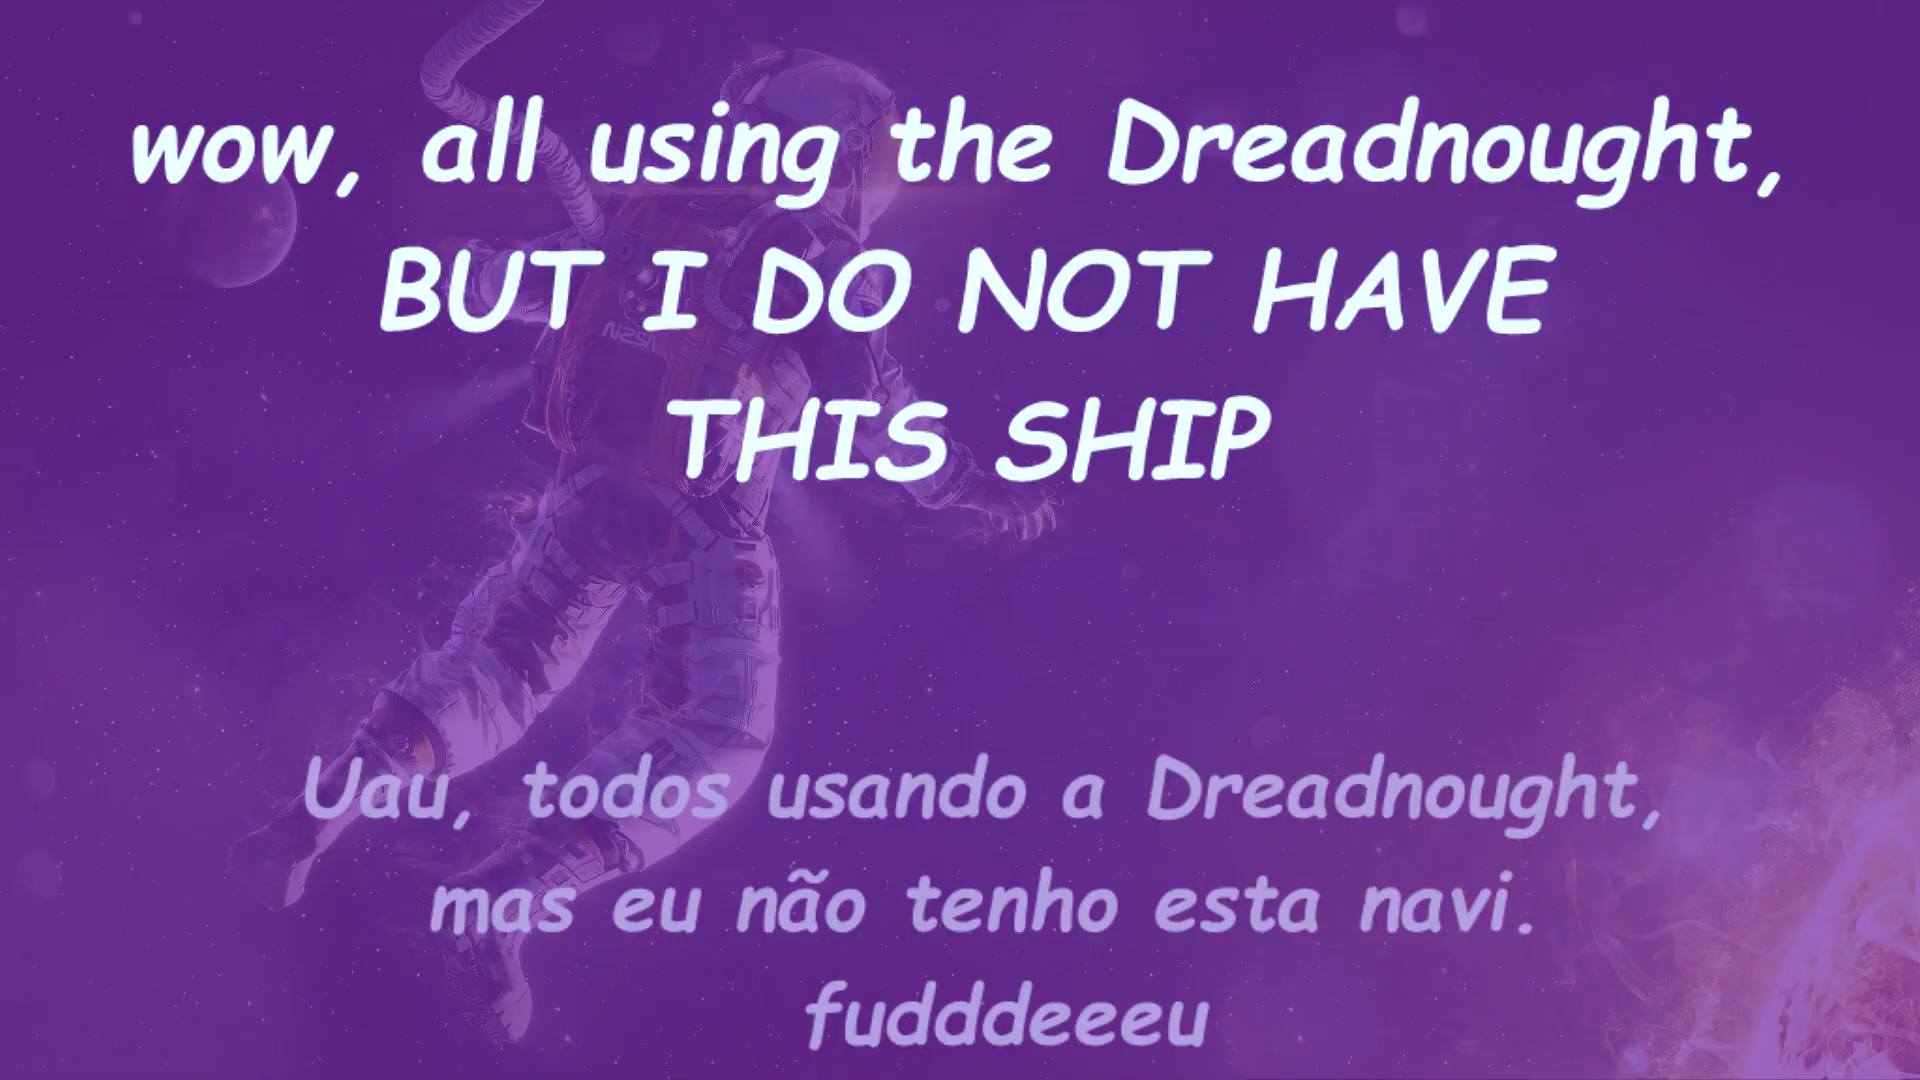 wow, all using the Dreadnought,
BUT I DO NOT HAVE
THIS SHIP
Uau, todos usando a Dreadnought,
mas eu não tenho esta navi.
fudddeeeu